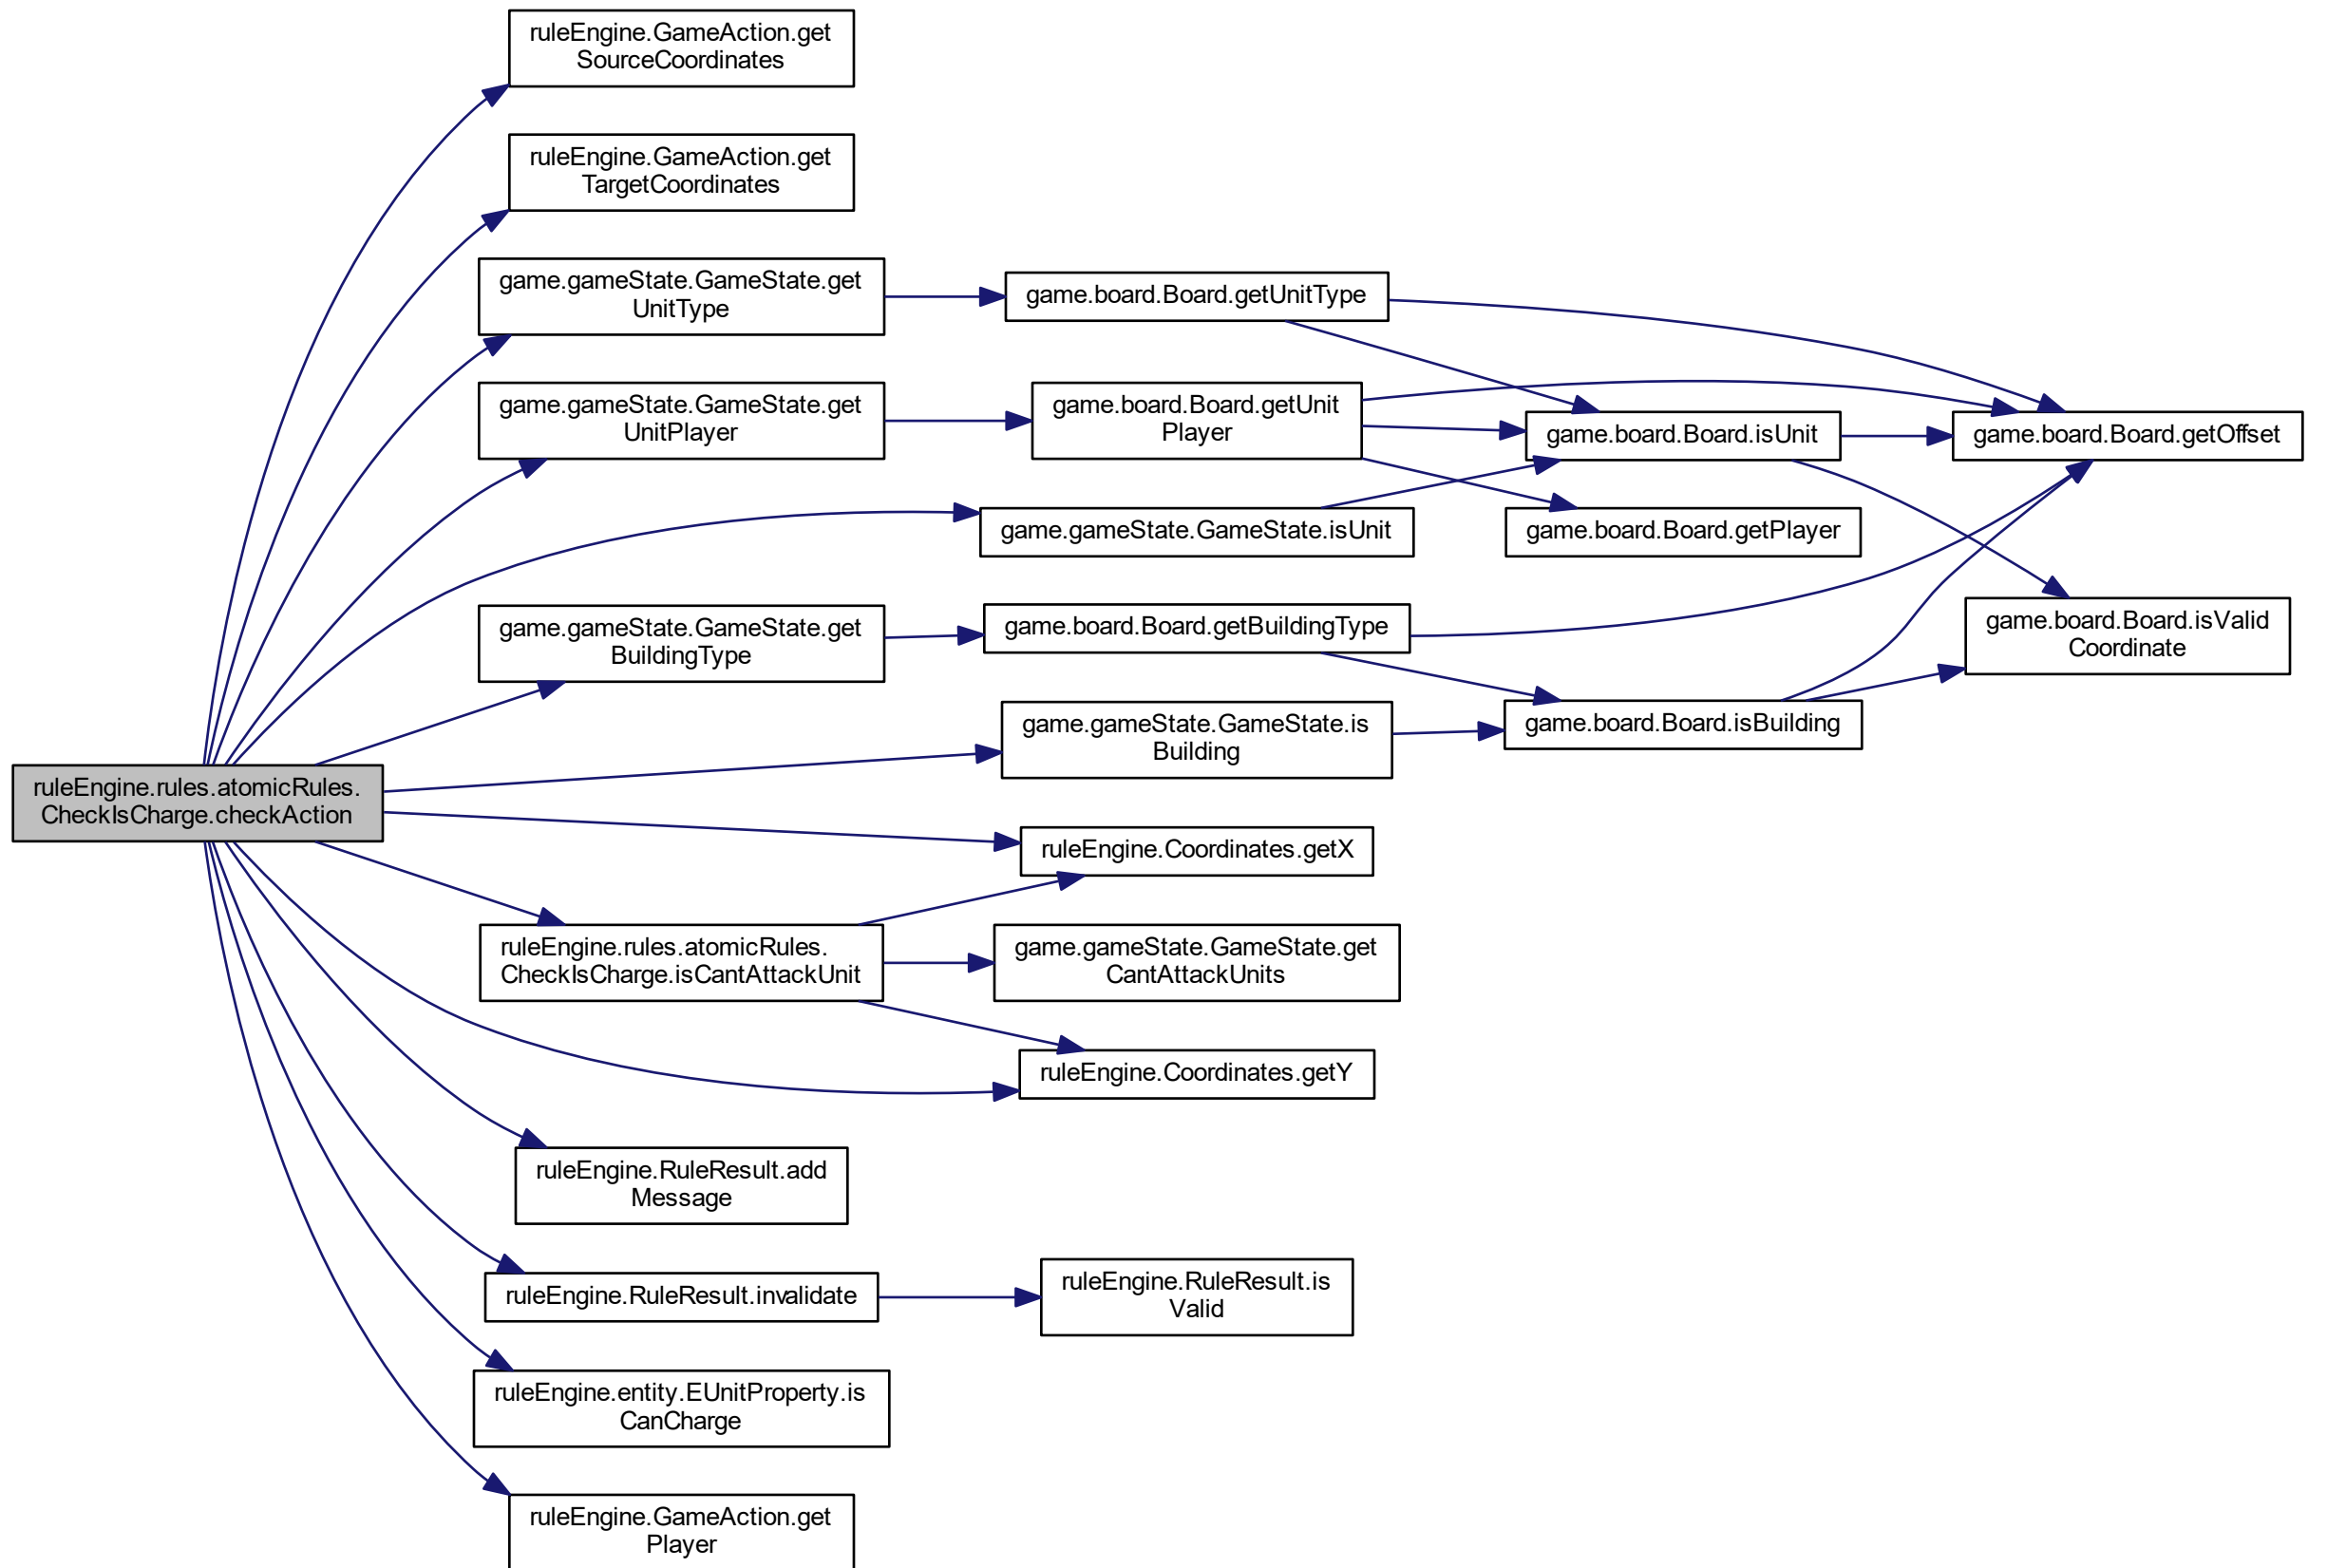 ruleEngine.GameAction.get
SourceCoordinates
ruleEngine.GameAction.get
TargetCoordinates
game.gameState.GameState.get
UnitType
game.board.Board.getUnitType
game.gameState.GameState.get
UnitPlayer
game.board.Board.getUnit
Player
game.board.Board.isUnit
game.board.Board.getOffset
game.gameState.GameState.isUnit
game.board.Board.getPlayer
game.gameState.GameState.get
BuildingType
game.board.Board.getBuildingType
game.board.Board.isValid
Coordinate
game.gameState.GameState.is
Building
game.board.Board.isBuilding
ruleEngine.rules.atomicRules.
CheckIsCharge.checkAction
ruleEngine.Coordinates.getX
ruleEngine.rules.atomicRules.
CheckIsCharge.isCantAttackUnit
game.gameState.GameState.get
CantAttackUnits
ruleEngine.Coordinates.getY
ruleEngine.RuleResult.add
Message
ruleEngine.RuleResult.invalidate
ruleEngine.RuleResult.is
Valid
ruleEngine.entity.EUnitProperty.is
CanCharge
ruleEngine.GameAction.get
Player